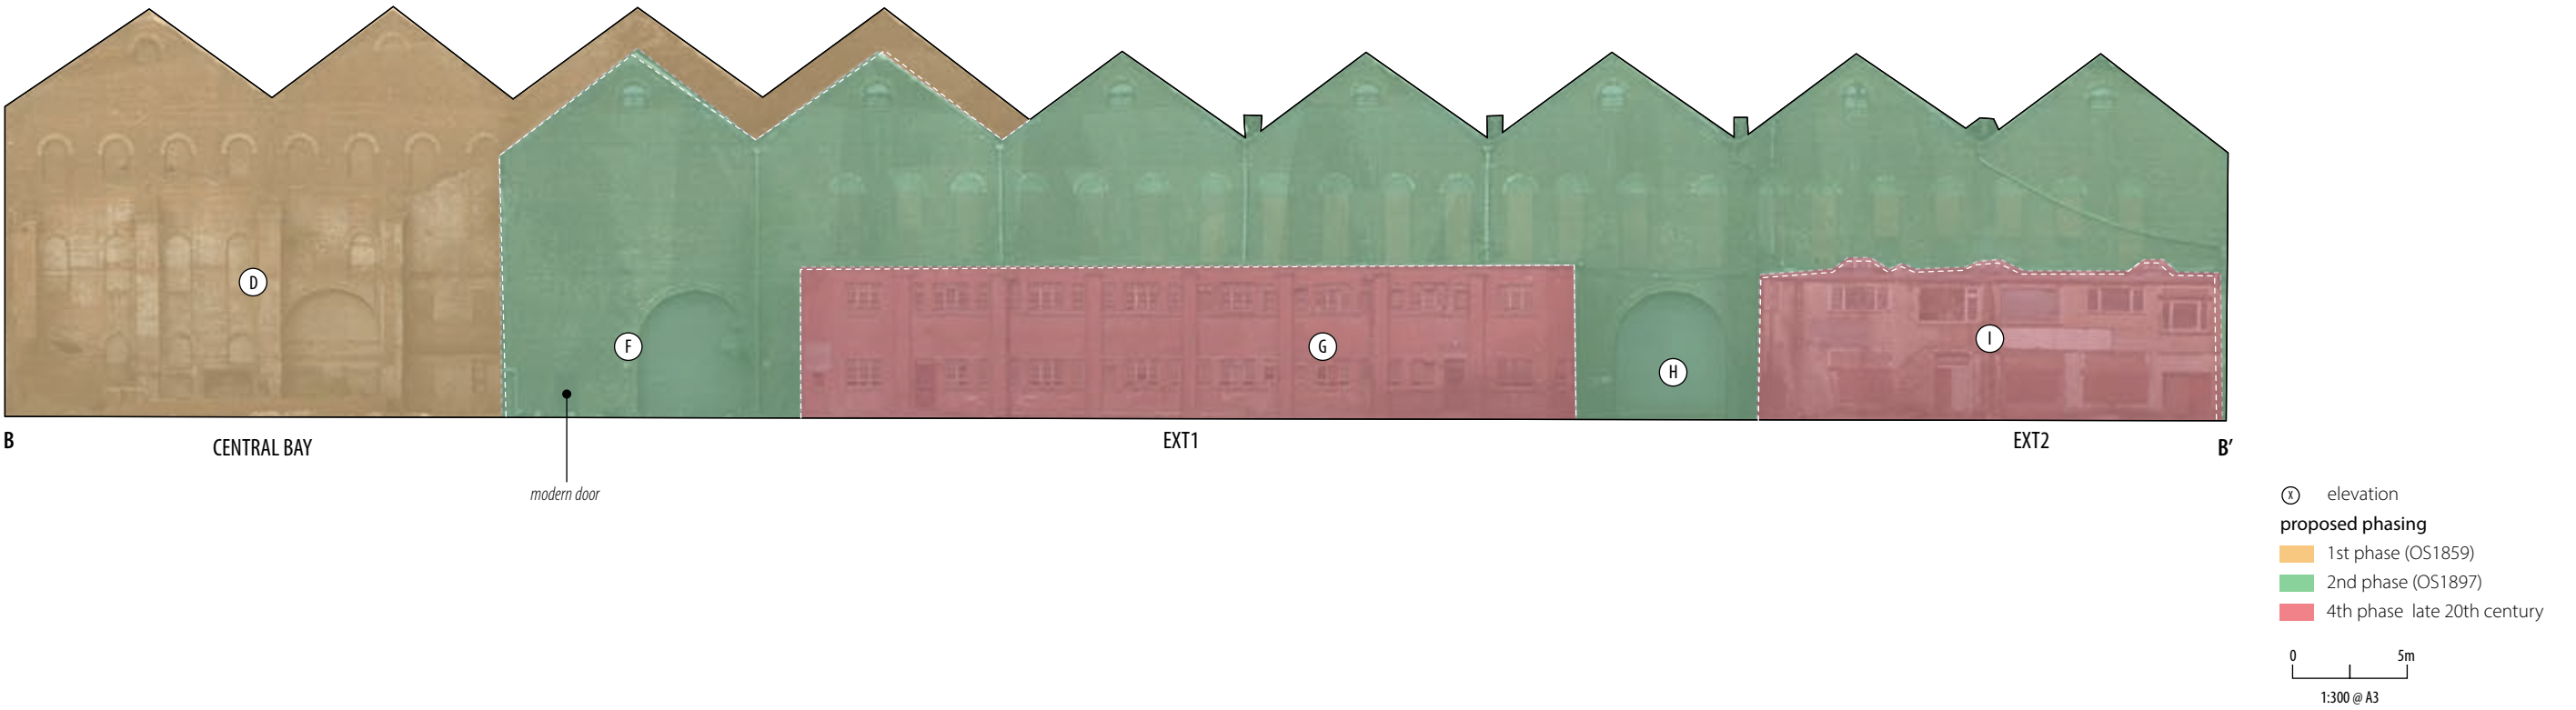 D
F
G
H
I
B
CENTRAL BAY
EXT1
EXT2
B′
modern door
X elevation
proposed phasing
1st phase (OS1859)
2nd phase (OS1897)
4th phase late 20th century
0 5m
1:300 @ A3